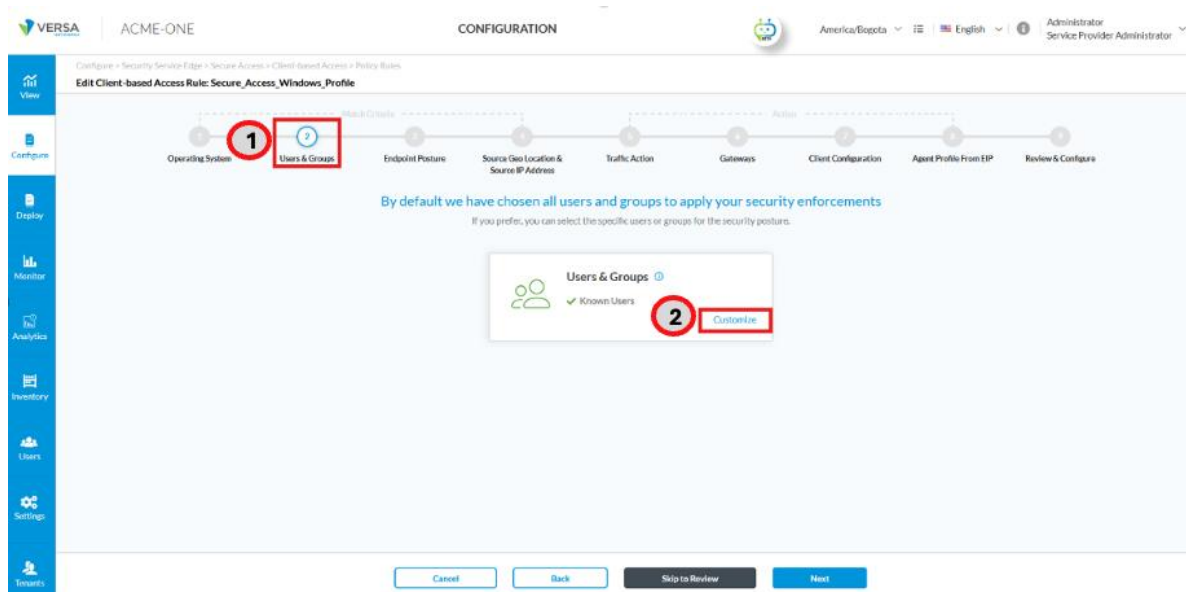 VERSA
NETWORKS
ACME-ONE
CONFIGURATION
America/Bogota
English
Administrator
Service Provider Administrator
Configure > Security Service Edge > Secure Access > Client-based Access > Policy Rules
Edit Client-based Access Rule: Secure_Access_Windows_Profile
View
Configure
Deploy
Monitor
Analytics
Inventory
Users
Settings
Tenants
Match Criteria
Action
1
2
Operating System
Users & Groups
Endpoint Posture
Source Geo Location &
Source IP Address
Traffic Action
Gateways
Client Configuration
Agent Profile From EIP
Review & Configure
By default we have chosen all users and groups to apply your security enforcements
If you prefer, you can select the specific users or groups for the security posture.
Users & Groups
Known Users
2
Customize
Cancel
Back
Skip to Review
Next